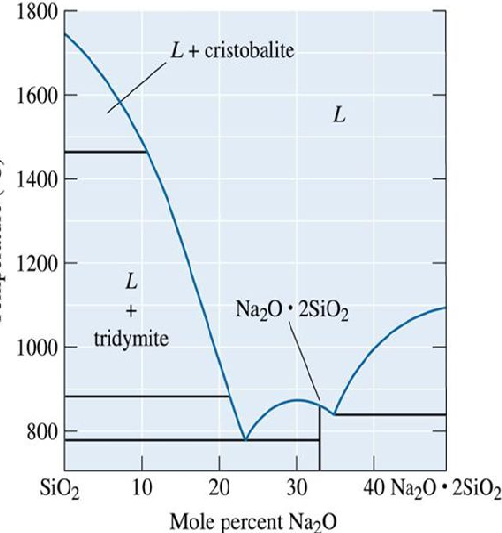 1800
L + cristobalite
1600
L
1400
1200
L
+
tridymite
Na₂O · 2SiO₂
1000
800
SiO₂ 10 20 30 40 Na₂O · 2SiO₂
Mole percent Na₂O